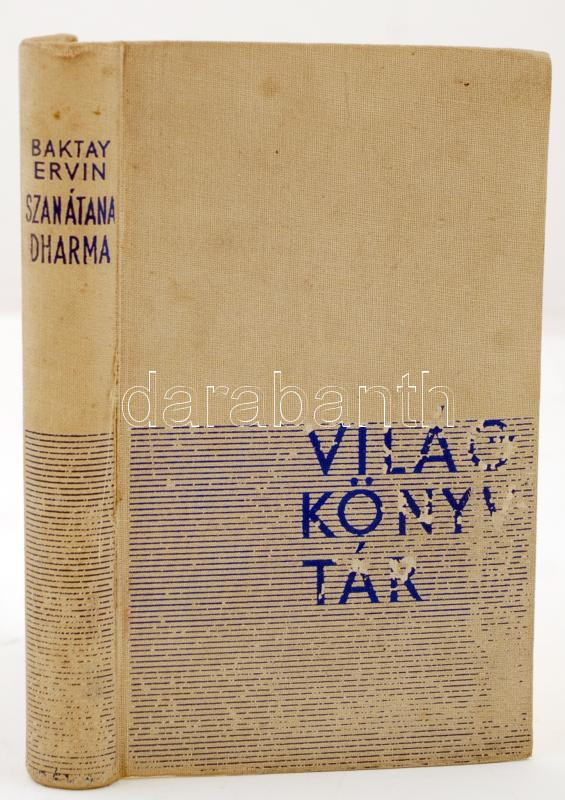 BAKTAY
ERVIN
SZANÁTANA
DHARMA
darabanth
VILÁG
KÖNYV
TÁR